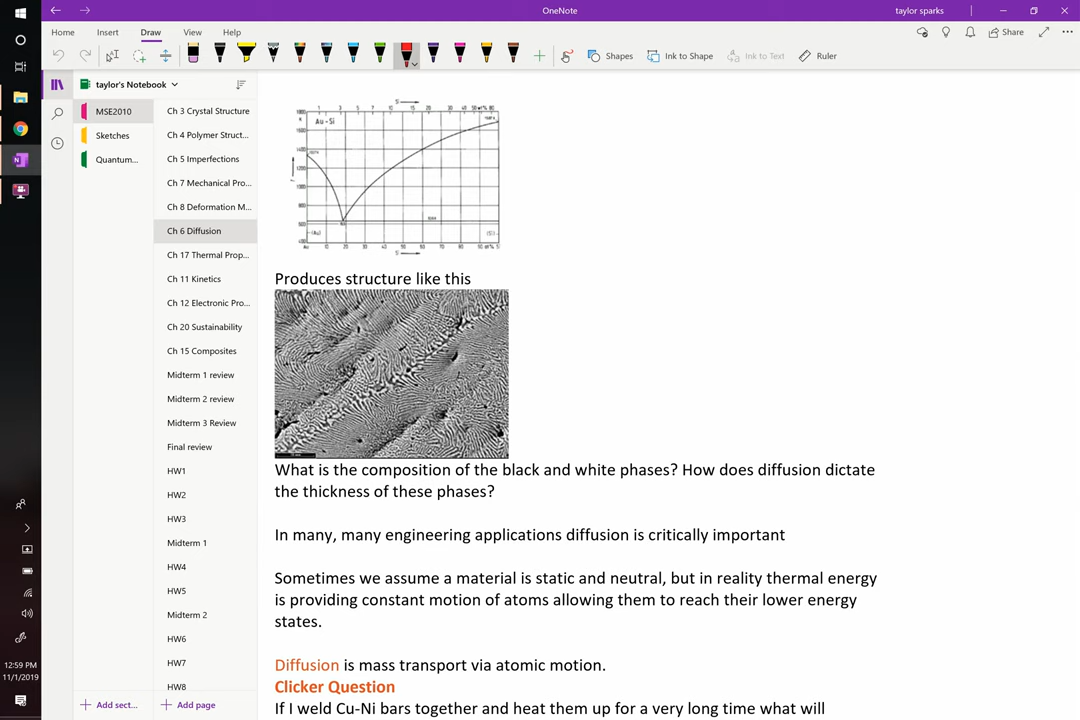 OneNote
taylor sparks
Home
Insert
Draw
View
Help
Share
Shapes
Ink to Shape
Ink to Text
Ruler
taylor's Notebook
MSE2010
Sketches
Quantum...
Ch 3 Crystal Structure
Ch 4 Polymer Struct...
Ch 5 Imperfections
Ch 7 Mechanical Pro...
Ch 8 Deformation M...
Ch 6 Diffusion
Ch 17 Thermal Prop...
Ch 11 Kinetics
Ch 12 Electronic Pro...
Ch 20 Sustainability
Ch 15 Composites
Midterm 1 review
Midterm 2 review
Midterm 3 Review
Final review
HW1
HW2
HW3
Midterm 1
HW4
HW5
Midterm 2
HW6
HW7
HW8
Add sect...
Add page
12:59 PM
11/1/2019
Au-Si
Produces structure like this
What is the composition of the black and white phases? How does diffusion dictate
the thickness of these phases?
In many, many engineering applications diffusion is critically important
Sometimes we assume a material is static and neutral, but in reality thermal energy
is providing constant motion of atoms allowing them to reach their lower energy
states.
Diffusion is mass transport via atomic motion.
Clicker Question
If I weld Cu-Ni bars together and heat them up for a very long time what will